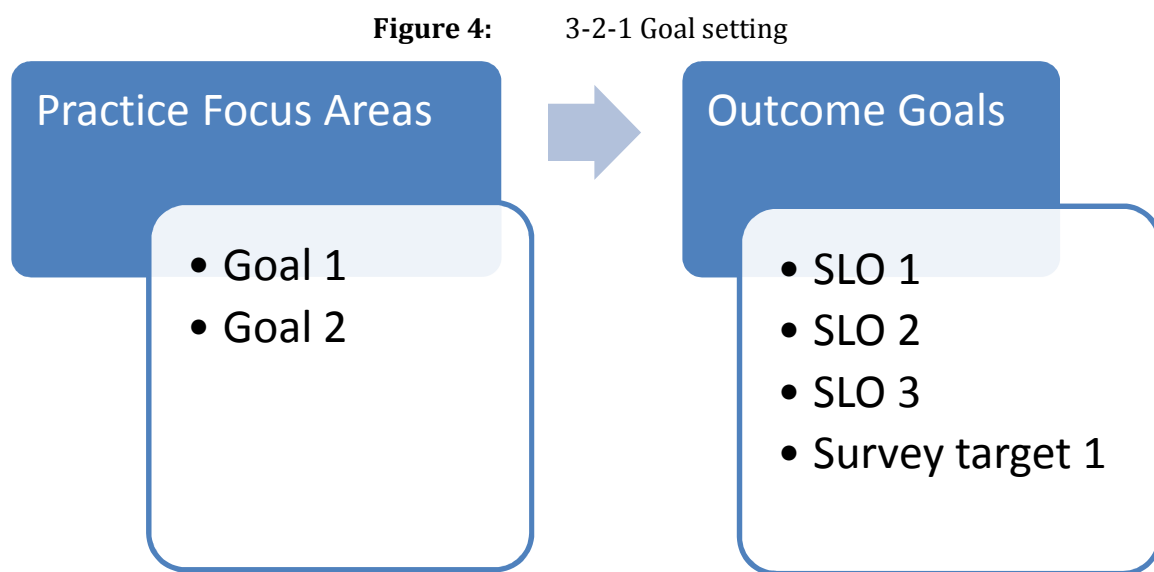 Figure 4: 3-2-1 Goal setting
Practice Focus Areas
• Goal 1
• Goal 2
Outcome Goals
• SLO 1
• SLO 2
• SLO 3
• Survey target 1